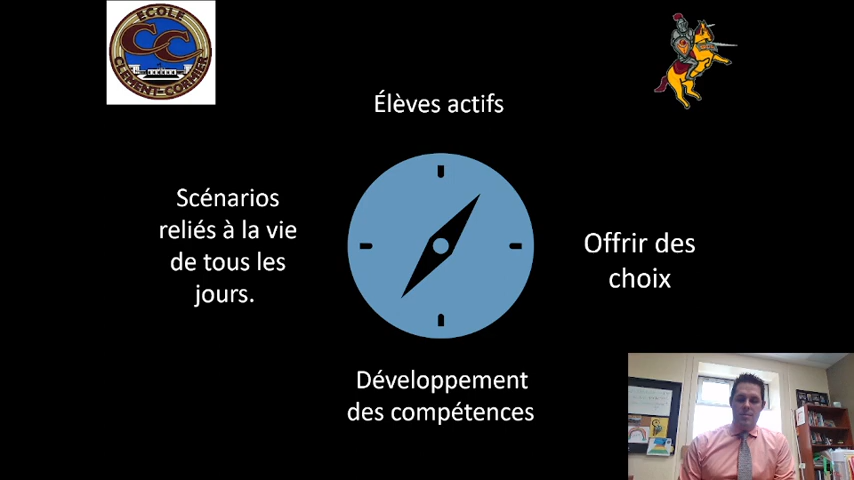 ÉCOLE
CC
CLÉMENT-CORMIER
Élèves actifs
Scénarios
reliés à la vie
de tous les
jours.
Offrir des
choix
Développement
des compétences